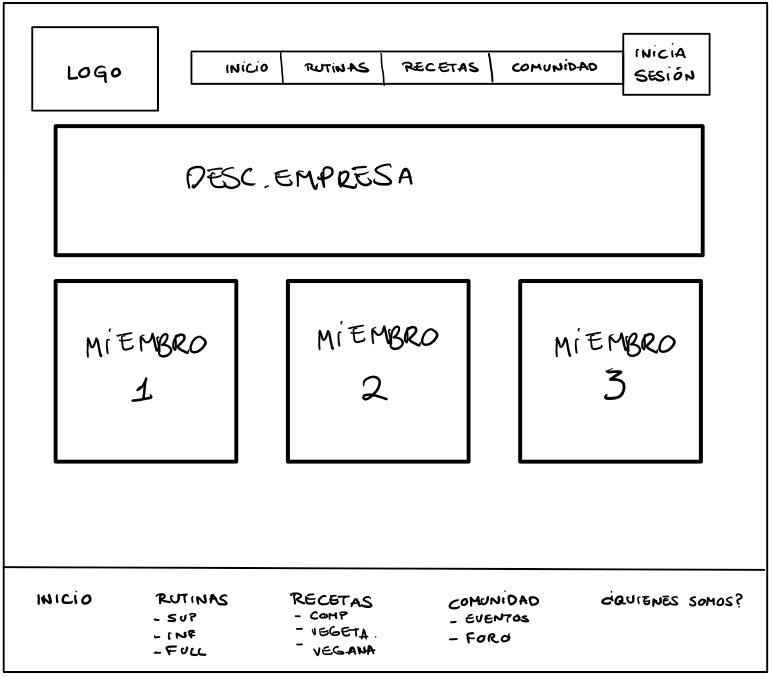 LOGO
INICIO RUTINAS RECETAS COMUNIDAD
INICIA
SESIÓN
DESC. EMPRESA
MIEMBRO
1
MIEMBRO
2
MIEMBRO
3
INICIO
RUTINAS
- SUP
- INF
- FULL
RECETAS
- COMP
- VEGETA.
- VEGANA
COMUNIDAD
- EVENTOS
- FORO
¿QUIENES SOMOS?